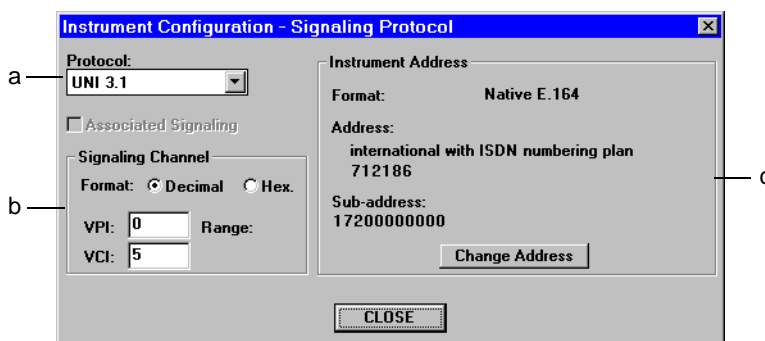 Instrument Configuration - Signaling Protocol
a
Protocol:
UNI 3.1
Associated Signaling
b
Signaling Channel
Format: Decimal Hex.
VPI: 0 Range:
VCI: 5
Instrument Address
Format: Native E.164
Address:
international with ISDN numbering plan
712186
Sub-address:
17200000000
Change Address
CLOSE